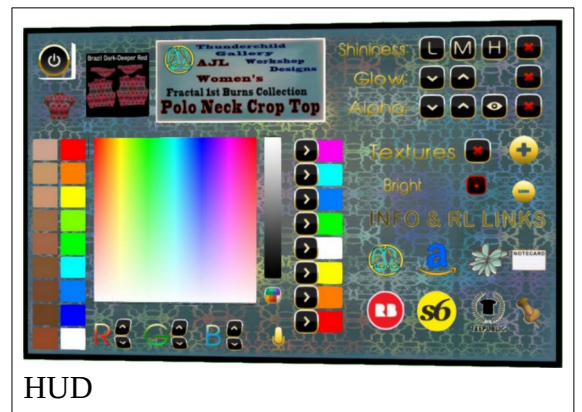 Brazil Dark-Deeper Red
Thunderchild
Gallery
AJL Workshop
Designs
Women's
Fractal 1st Burns Collection
Polo Neck Crop Top
Shininess: L M H
Glow:
Alpha:
Textures
Bright
INFO & RL LINKS
a
NOTECARD
RB
s6
TEEPUBLIC
R G B
HUD